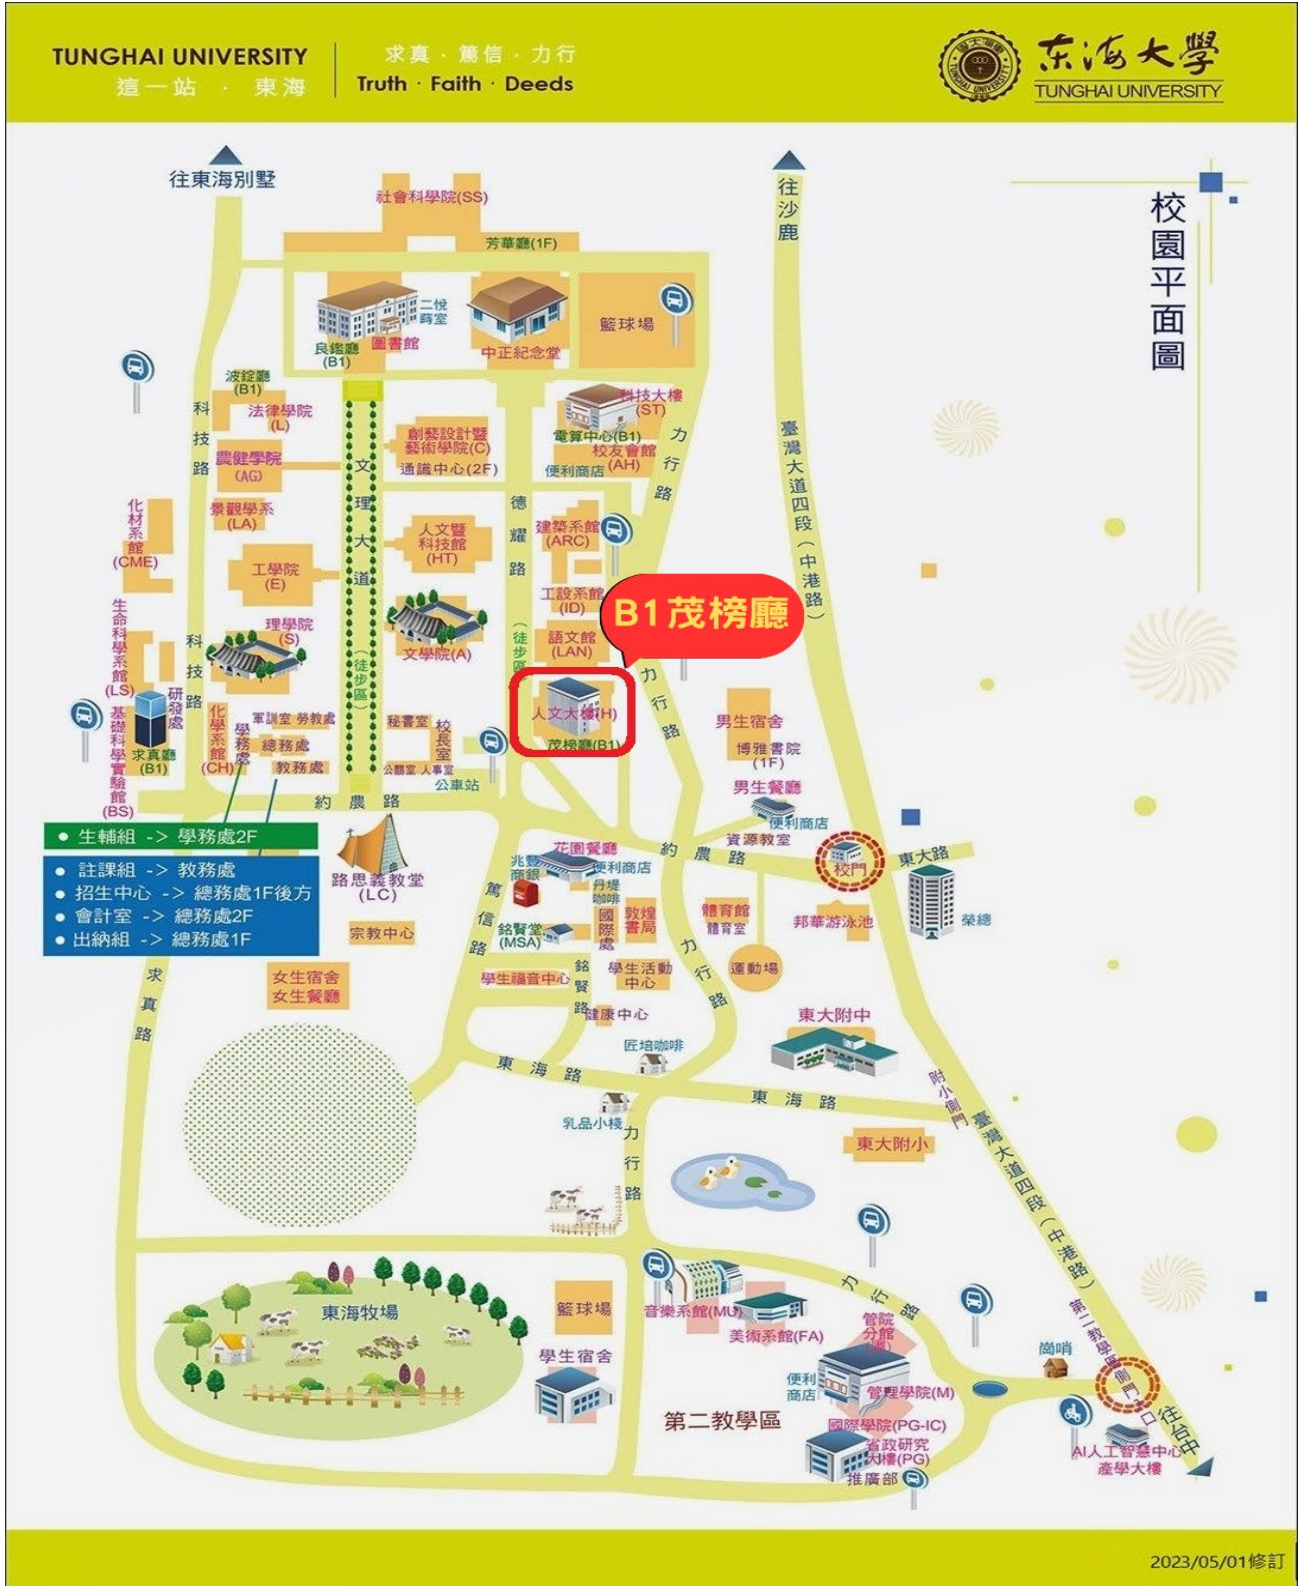 TUNGHAI UNIVERSITY
這一站 · 東海
求真 · 篤信 · 力行
Truth · Faith · Deeds
東海大學
TUNGHAI UNIVERSITY
校園平面圖
往東海別墅
往沙鹿
社會科學院(SS)
芳華廳(1F)
二悅
蒔室
圖書館
良鑑廳
(B1)
中正紀念堂
籃球場
波錠廳
(B1)
法律學院
(L)
科技路
農健學院
(AG)
創藝設計暨
藝術學院(C)
通識中心(2F)
科技大樓
(ST)
電算中心(B1)
校友會館
(AH)
便利商店
力行路
臺灣大道四段(中港路)
文理大道
(徒步區)
德耀路
(徒步區)
化材系館
(CME)
景觀學系
(LA)
工學院
(E)
人文暨
科技館
(HT)
建築系館
(ARC)
工設系館
(ID)
B1茂榜廳
語文館
(LAN)
生命科學系館
(LS)
科技路
理學院
(S)
文學院(A)
人文大樓(H)
茂榜廳(B1)
力行路
男生宿舍
博雅書院
(1F)
基礎科學實驗館
(BS)
研發處
求真廳
(B1)
化學系館
(CH)
學務處
軍訓室 勞教處
總務處
教務處
秘書室
校長室
公關室 人事室
公車站
男生餐廳
便利商店
資源教室
約農路
約農路
校門
東大路
榮總
• 生輔組 -> 學務處2F
• 註課組 -> 教務處
• 招生中心 -> 總務處1F後方
• 會計室 -> 總務處2F
• 出納組 -> 總務處1F
路思義教堂
(LC)
宗教中心
女生宿舍
女生餐廳
求真路
篤信路
花園餐廳
兆豐
商銀
便利商店
丹堤
咖啡
國際處
敦煌
書局
銘賢堂
(MSA)
學生福音中心
銘賢路
學生活動
中心
健康中心
體育館
體育室
運動場
邦華游泳池
力行路
東大附中
匠培咖啡
東海路
東海路
附小側門
乳品小棧
力行路
東大附小
臺灣大道四段(中港路)
東海牧場
籃球場
學生宿舍
音樂系館(MU)
美術系館(FA)
力行路
管院
分館
便利
商店
管理學院(M)
國際學院(PG-IC)
省政研究
大樓(PG)
推廣部
第二教學區
崗哨
第二教學區側門
AI人工智慧中心
產學大樓
往台中
2023/05/01修訂